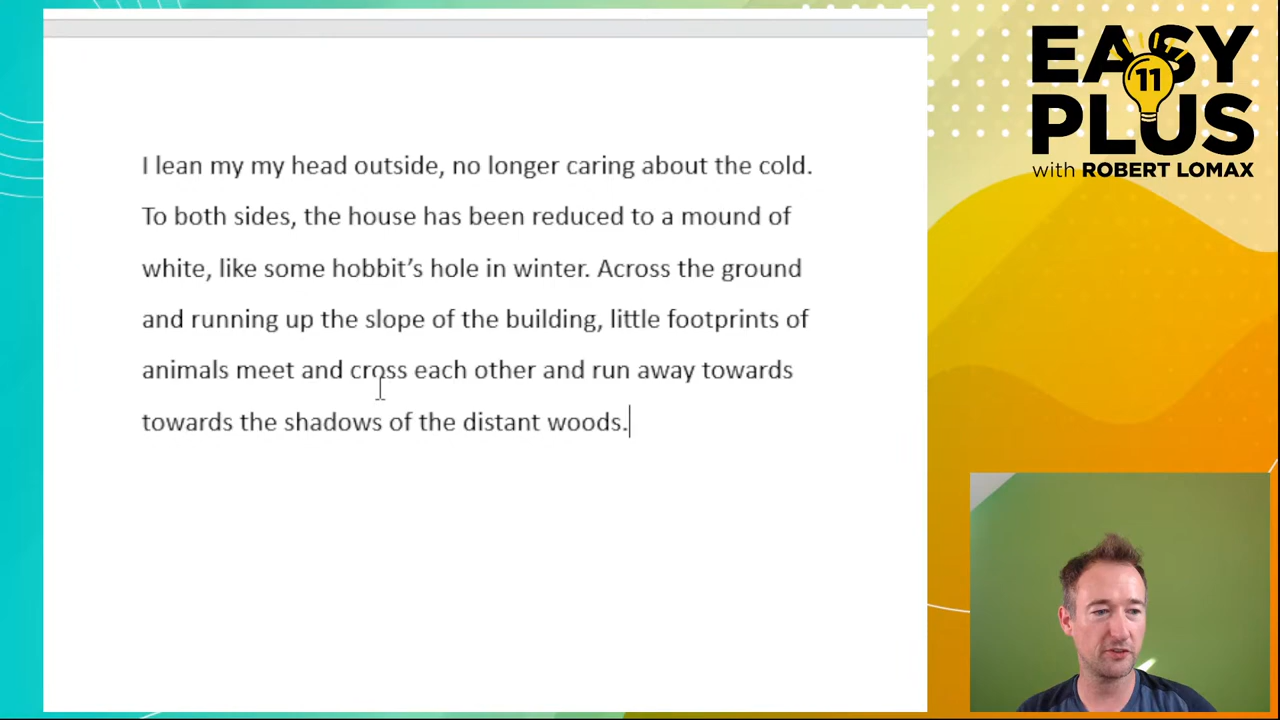 I lean my my head outside, no longer caring about the cold.
To both sides, the house has been reduced to a mound of
white, like some hobbit’s hole in winter. Across the ground
and running up the slope of the building, little footprints of
animals meet and cross each other and run away towards
towards the shadows of the distant woods.
EASY
11
PLUS
with ROBERT LOMAX